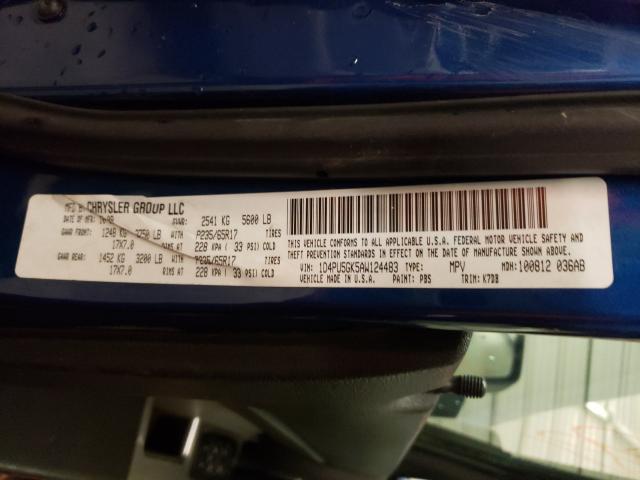 MFD BY CHRYSLER GROUP LLC
DATE OF MFR GVWR: 2541 KG 5600 LB
GAWR FRONT: 1248 KG 2750 LB WITH P235/65R17 TIRES
17X7.0 RIMS AT 228 KPA ( 33 PSI) COLD
GAWR REAR: 1452 KG 3200 LB WITH P235/65R17 TIRES
17X7.0 RIMS AT 228 KPA ( 33 PSI) COLD
THIS VEHICLE CONFORMS TO ALL APPLICABLE U.S.A. FEDERAL MOTOR VEHICLE SAFETY AND
THEFT PREVENTION STANDARDS IN EFFECT ON THE DATE OF MANUFACTURE SHOWN ABOVE.
VIN: 1D4PU5GK5AW124483 TYPE: MPV MDH: 100812 036AB
VEHICLE MADE IN U.S.A. PAINT: PBS TRIM: K7DB